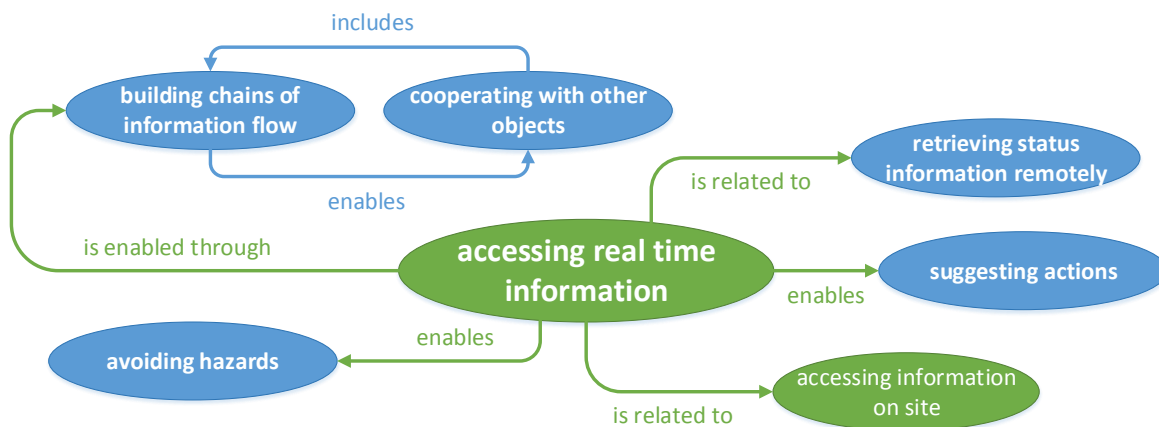 includes
building chains of
information flow
cooperating with other
objects
enables
retrieving status
information remotely
is related to
is enabled through
accessing real time
information
suggesting actions
enables
enables
avoiding hazards
accessing information
on site
is related to